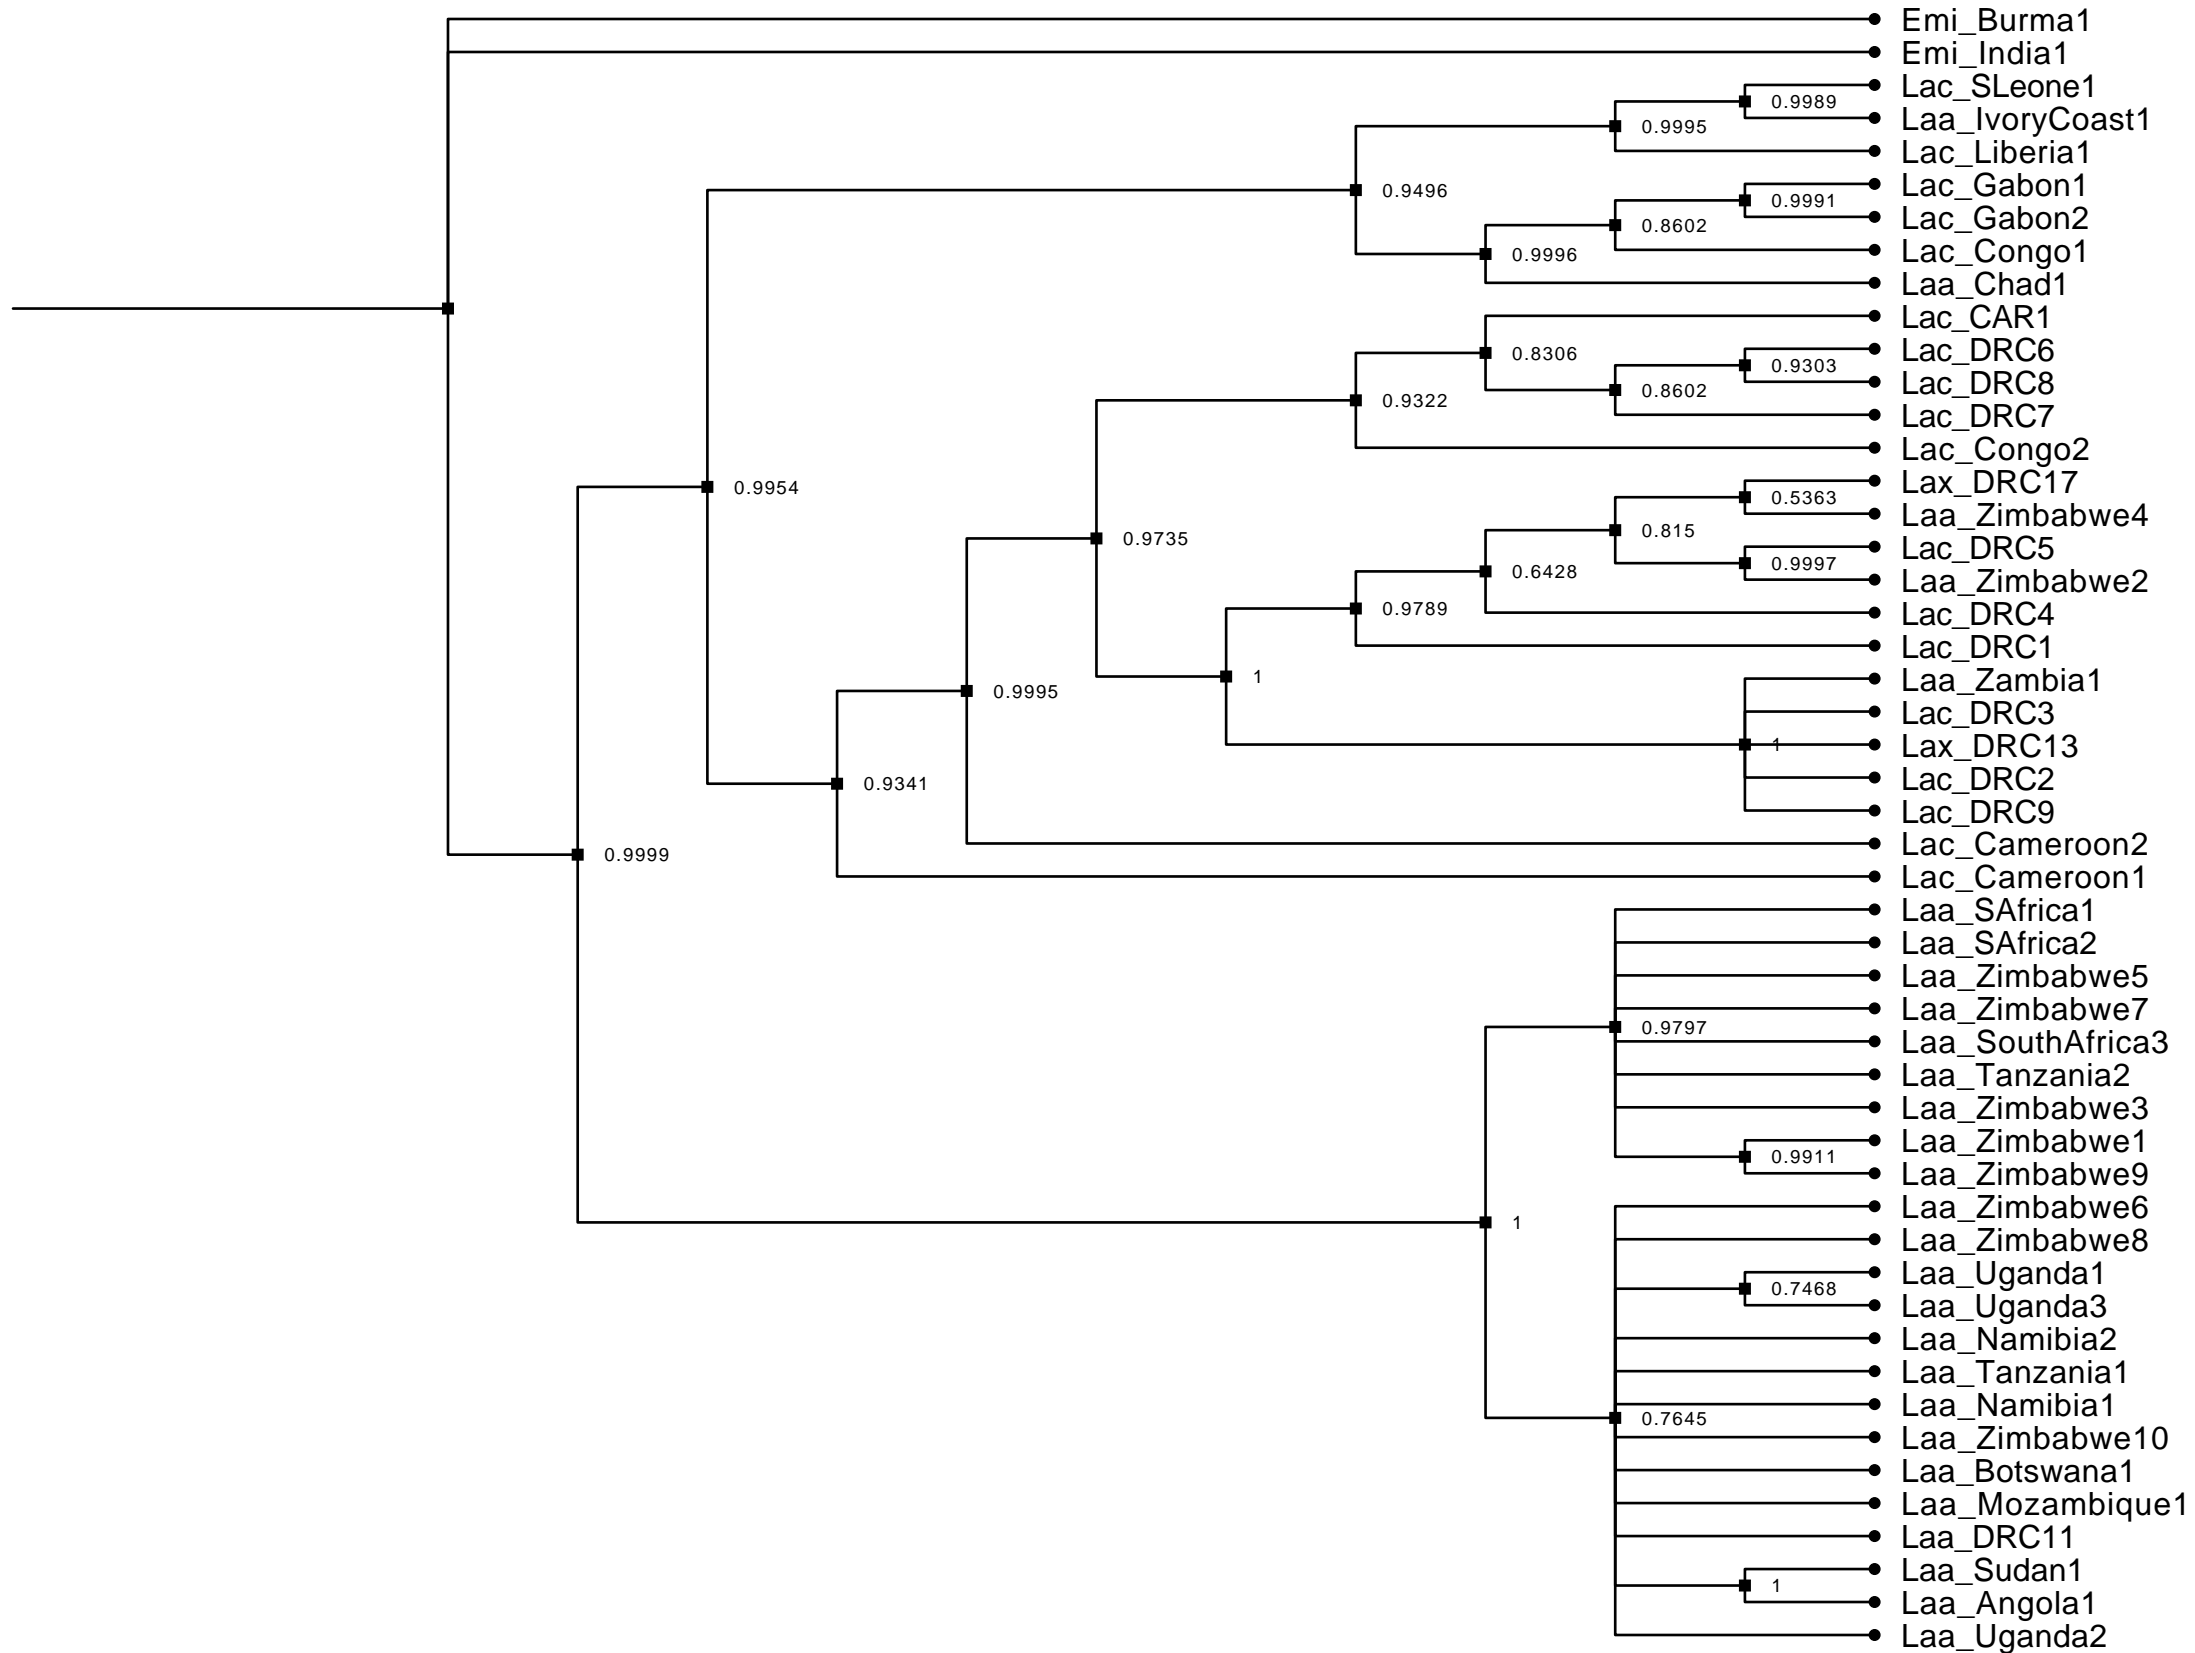 Emi_Burma1
Emi_India1
Lac_SLeone1
0.9989
Laa_IvoryCoast1
0.9995
Lac_Liberia1
Lac_Gabon1
0.9496
0.9991
Lac_Gabon2
0.8602
Lac_Congo1
0.9996
Laa_Chad1
Lac_CAR1
Lac_DRC6
0.8306
0.9303
Lac_DRC8
0.8602
0.9322
Lac_DRC7
Lac_Congo2
Lax_DRC17
0.9954
0.5363
Laa_Zimbabwe4
0.815
0.9735
Lac_DRC5
0.9997
0.6428
Laa_Zimbabwe2
0.9789
Lac_DRC4
Lac_DRC1
1
Laa_Zambia1
0.9995
Lac_DRC3
1
Lax_DRC13
Lac_DRC2
0.9341
Lac_DRC9
Lac_Cameroon2
0.9999
Lac_Cameroon1
Laa_SAfrica1
Laa_SAfrica2
Laa_Zimbabwe5
Laa_Zimbabwe7
0.9797
Laa_SouthAfrica3
Laa_Tanzania2
Laa_Zimbabwe3
Laa_Zimbabwe1
0.9911
Laa_Zimbabwe9
Laa_Zimbabwe6
1
Laa_Zimbabwe8
Laa_Uganda1
0.7468
Laa_Uganda3
Laa_Namibia2
Laa_Tanzania1
Laa_Namibia1
0.7645
Laa_Zimbabwe10
Laa_Botswana1
Laa_Mozambique1
Laa_DRC11
Laa_Sudan1
1
Laa_Angola1
Laa_Uganda2